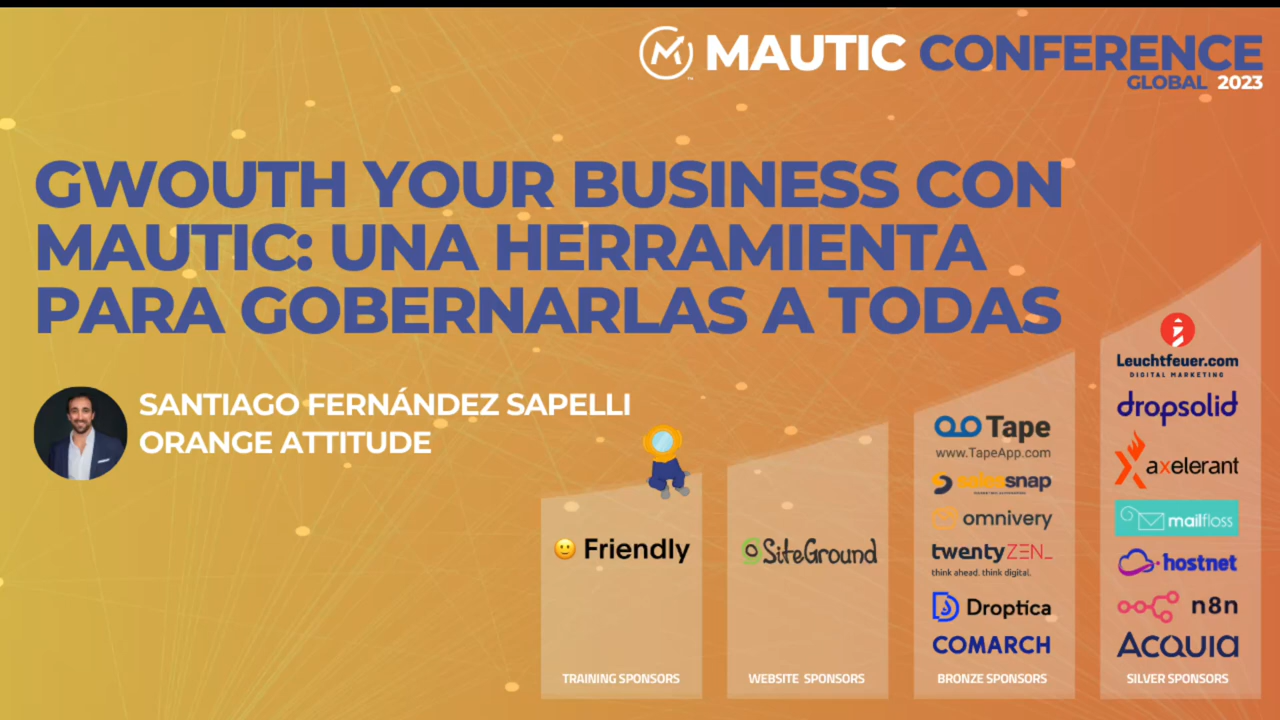 MAUTIC CONFERENCE
GLOBAL 2023
GWOUTH YOUR BUSINESS CON
MAUTIC: UNA HERRAMIENTA
PARA GOBERNARLAS A TODAS
SANTIAGO FERNÁNDEZ SAPELLI
ORANGE ATTITUDE
Friendly
TRAINING SPONSORS
SiteGround
WEBSITE SPONSORS
Tape
www.TapeApp.com
salessnap
omnivery
twentyZEN_
think ahead. think digital.
Droptica
COMARCH
BRONZE SPONSORS
Leuchtfeuer.com
DIGITAL MARKETING
dropsolid
axelerant
mailfloss
hostnet
n8n
ACQUIA
SILVER SPONSORS